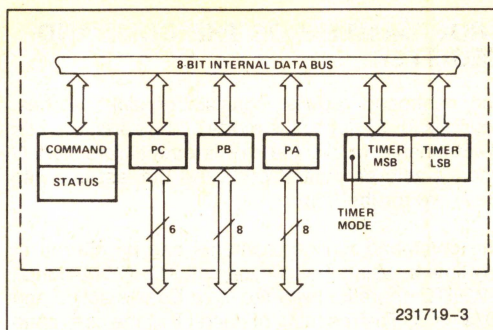 8-BIT INTERNAL DATA BUS
COMMAND
STATUS
PC
PB
PA
TIMER MSB
TIMER LSB
TIMER MODE
6
8
8
231719-3